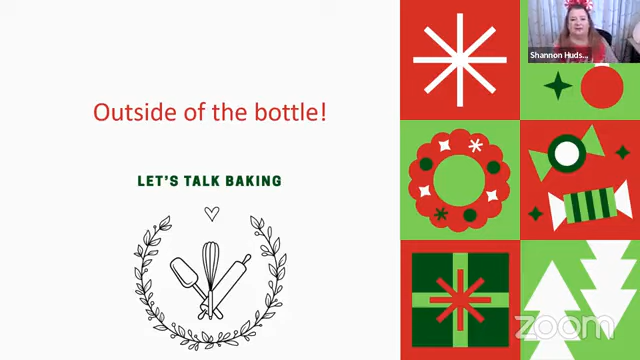 Shannon Huds...
Outside of the bottle!
LET'S TALK BAKING
zoom